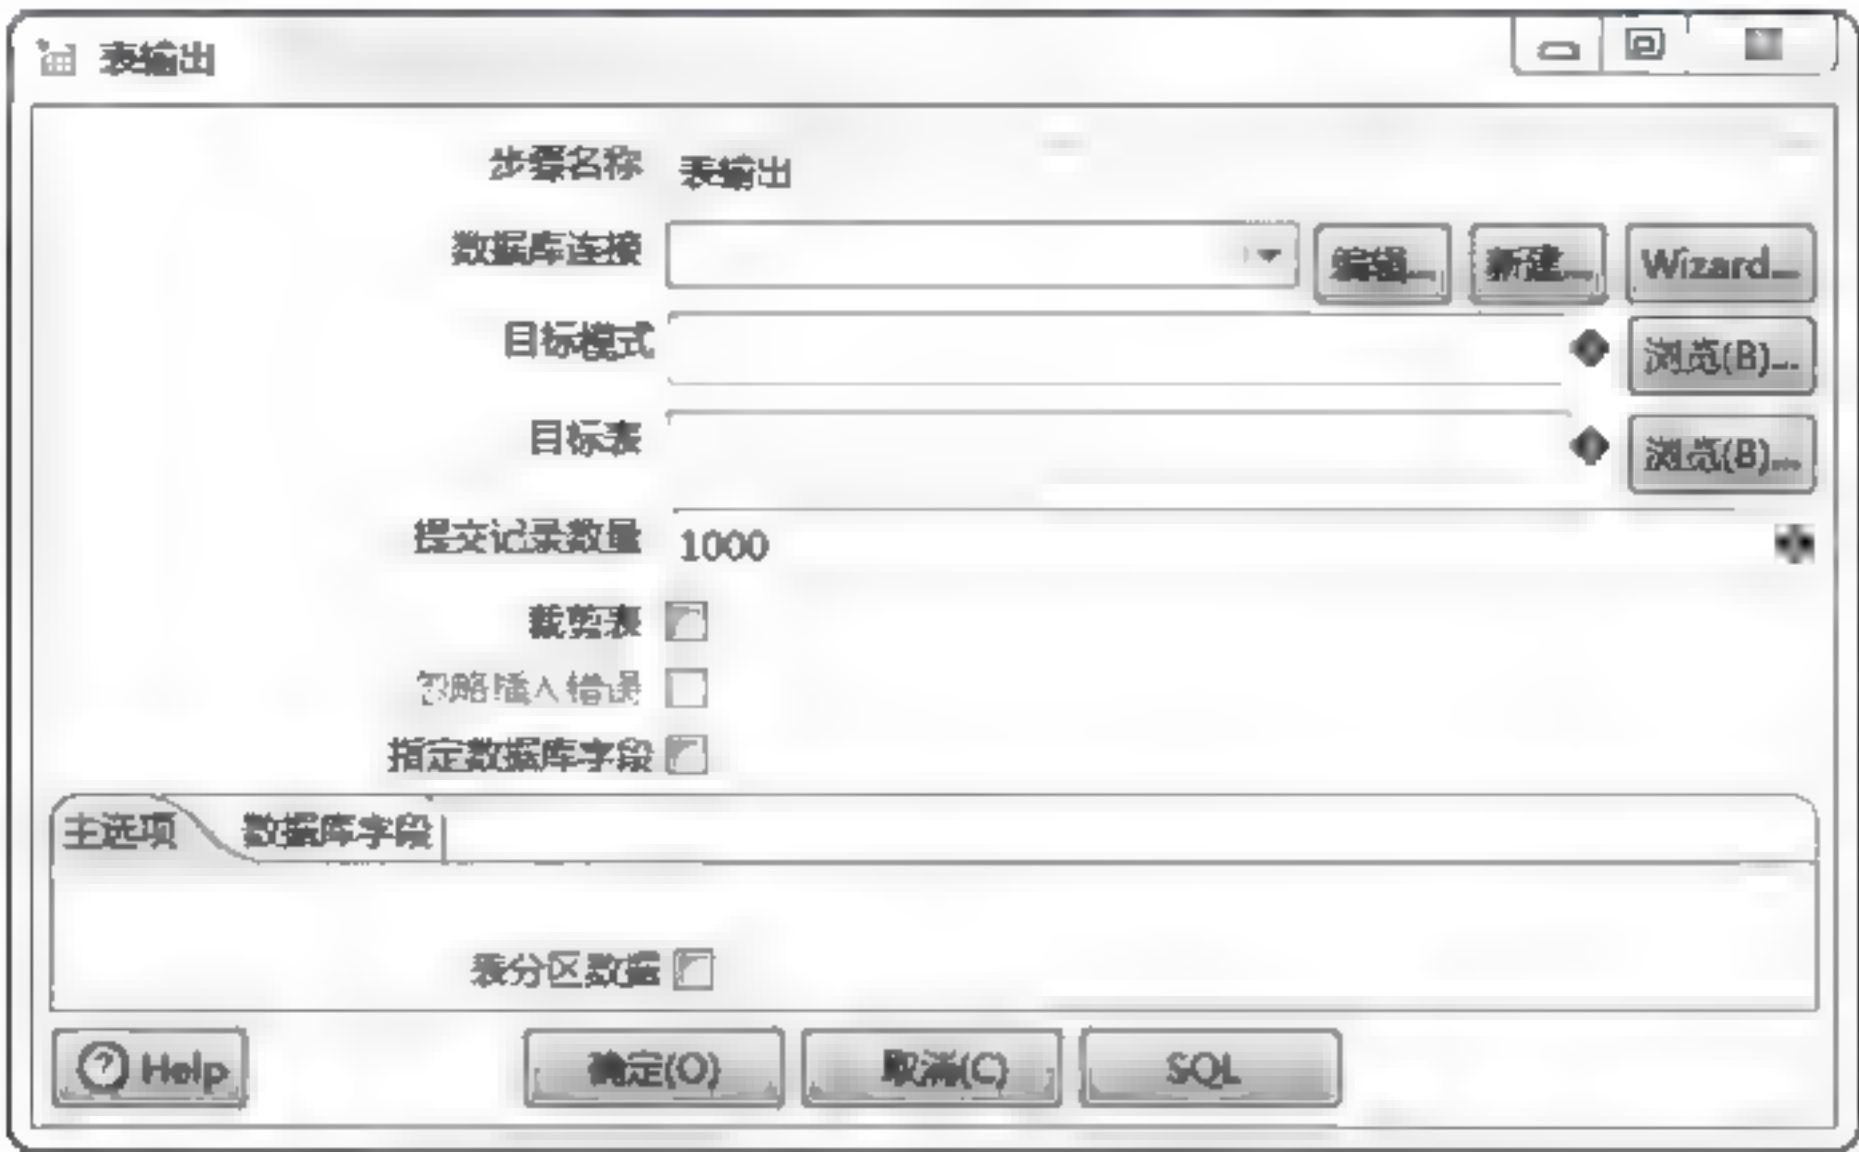 表输出
步骤名称 表输出
数据库连接 编辑... 新建... Wizard...
目标模式 浏览(B)...
目标表 浏览(B)...
提交记录数量 1000
裁剪表
忽略插入错误
指定数据库字段
主选项 数据库字段
表分区数据
Help 确定(O) 取消(C) SQL